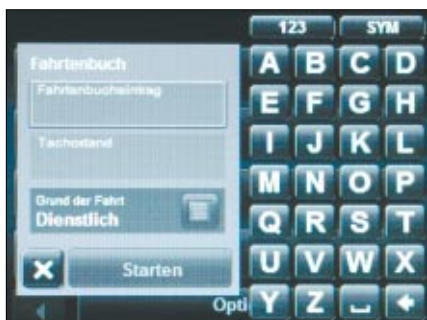 123 SYM
Fahrtenbuch
Fahrtenbucheintrag
Tachostand
Grund der Fahrt
Dienstlich
Starten
Opti
A B C D
E F G H
I J K L
M N O P
Q R S T
U V W X
Y Z